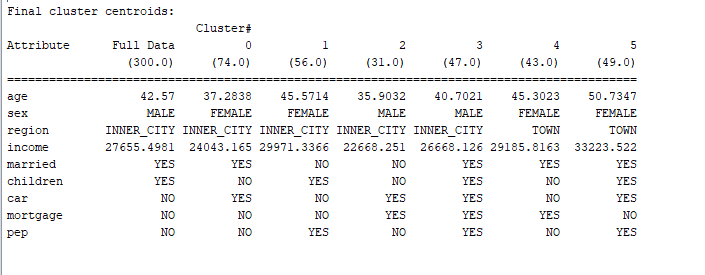 Final cluster centroids:
Cluster#
Attribute Full Data 0 1 2 3 4 5
(300.0) (74.0) (56.0) (31.0) (47.0) (43.0) (49.0)
==================================================================================
age 42.57 37.2838 45.5714 35.9032 40.7021 45.3023 50.7347
sex MALE FEMALE FEMALE MALE MALE FEMALE FEMALE
region INNER_CITY INNER_CITY INNER_CITY INNER_CITY INNER_CITY TOWN TOWN
income 27655.4981 24043.165 29971.3366 22668.251 26668.126 29185.8163 33223.522
married YES YES NO NO YES YES YES
children YES NO YES NO YES NO YES
car NO YES NO YES YES NO YES
mortgage NO NO NO YES YES YES NO
pep NO NO YES NO YES NO YES